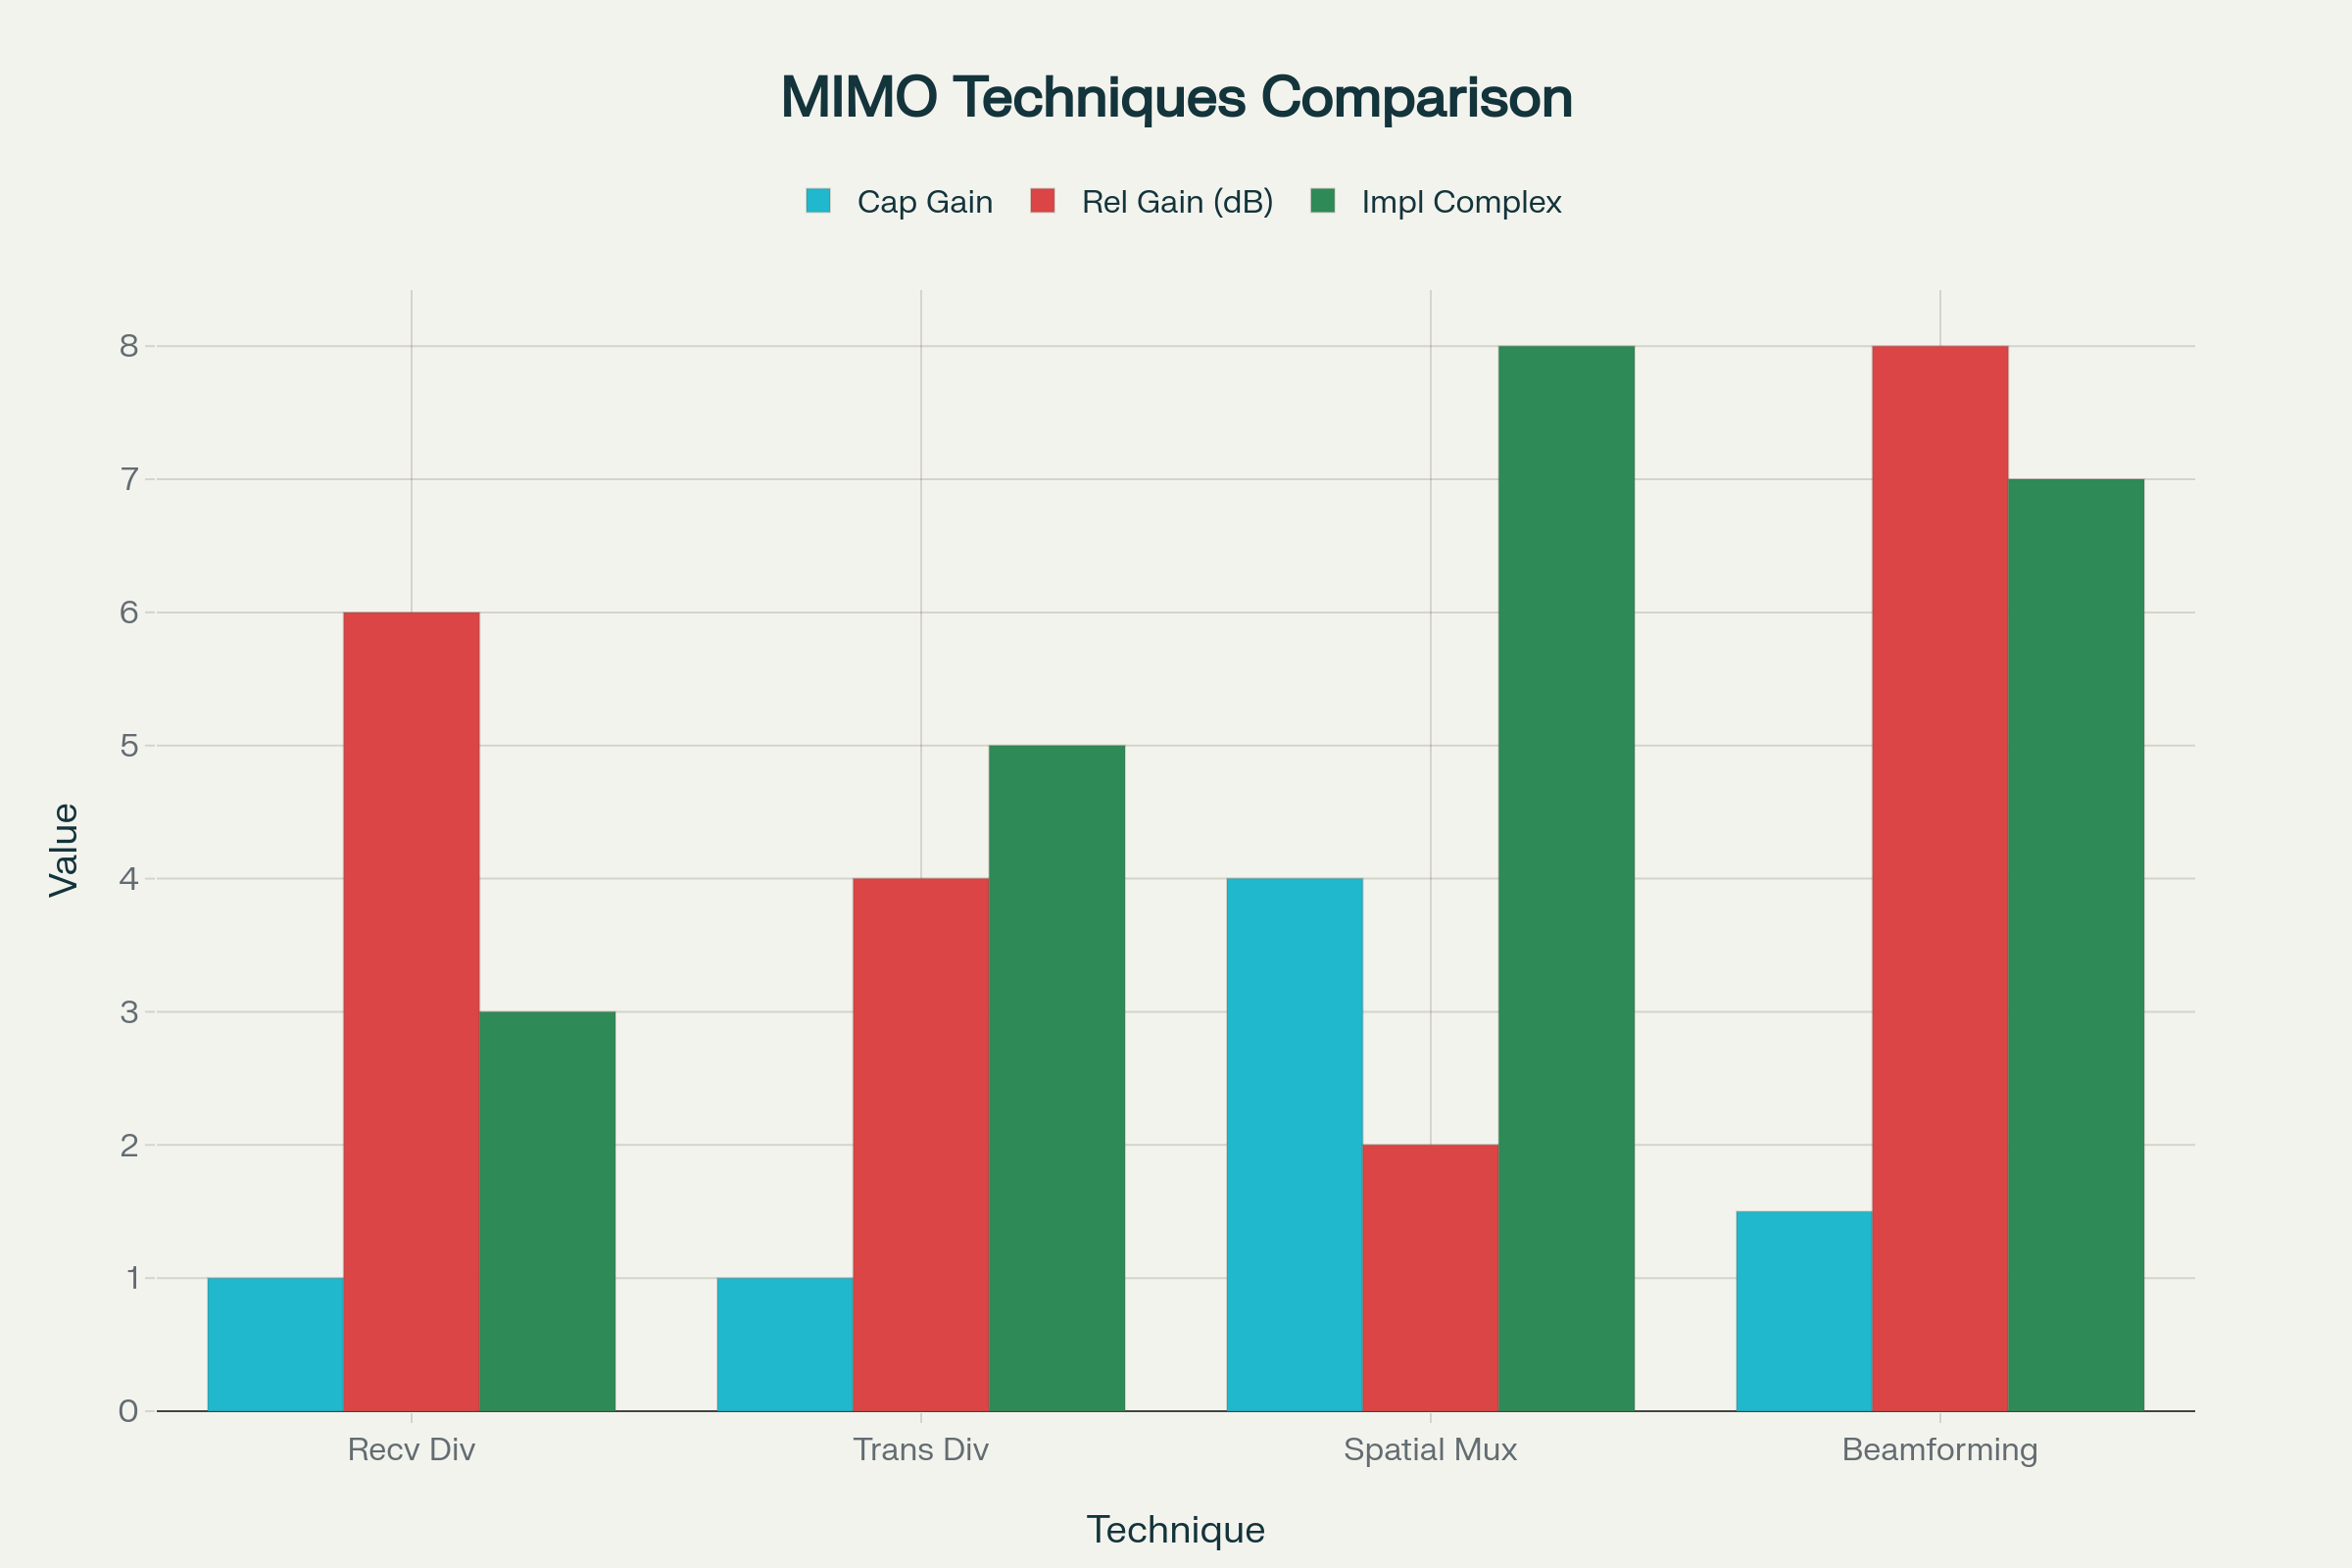 MIMO Techniques Comparison
Cap Gain Rel Gain (dB) Impl Complex
8
7
6
5
4
3
2
1
0
Value
Recv Div Trans Div Spatial Mux Beamforming
Technique